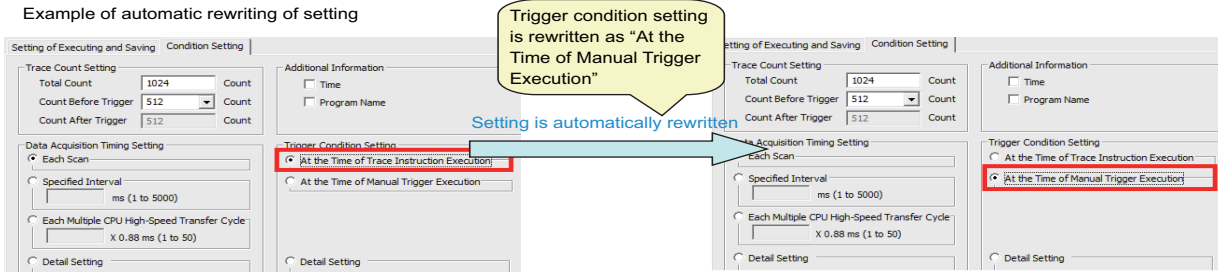 Example of automatic rewriting of setting
Trigger condition setting
is rewritten as “At the
Time of Manual Trigger
Execution”
Setting is automatically rewritten
Setting of Executing and Saving
Condition Setting
Trace Count Setting
Total Count 1024 Count
Count Before Trigger 512 Count
Count After Trigger 512 Count
Additional Information
Time
Program Name
Data Acquisition Timing Setting
Each Scan
Specified Interval
ms (1 to 5000)
Each Multiple CPU High-Speed Transfer Cycle
X 0.88 ms (1 to 50)
Detail Setting
Trigger Condition Setting
At the Time of Trace Instruction Execution
At the Time of Manual Trigger Execution
Detail Setting
etting of Executing and Saving
Condition Setting
Trace Count Setting
Total Count 1024 Count
Count Before Trigger 512 Count
Count After Trigger 512 Count
Additional Information
Time
Program Name
Data Acquisition Timing Setting
Each Scan
Specified Interval
ms (1 to 5000)
Each Multiple CPU High-Speed Transfer Cycle
X 0.88 ms (1 to 50)
Detail Setting
Trigger Condition Setting
At the Time of Trace Instruction Execution
At the Time of Manual Trigger Execution
Detail Setting